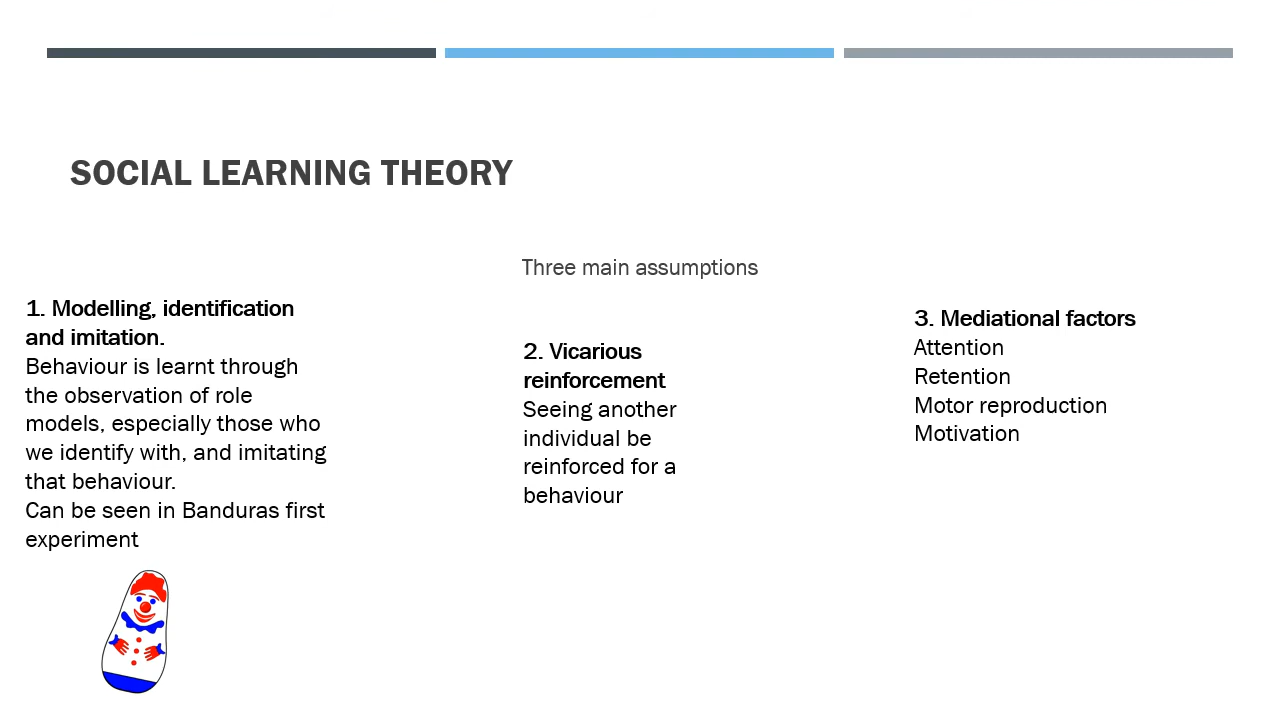 SOCIAL LEARNING THEORY
Three main assumptions
1. Modelling, identification
and imitation.
Behaviour is learnt through
the observation of role
models, especially those who
we identify with, and imitating
that behaviour.
Can be seen in Banduras first
experiment
2. Vicarious
reinforcement
Seeing another
individual be
reinforced for a
behaviour
3. Mediational factors
Attention
Retention
Motor reproduction
Motivation